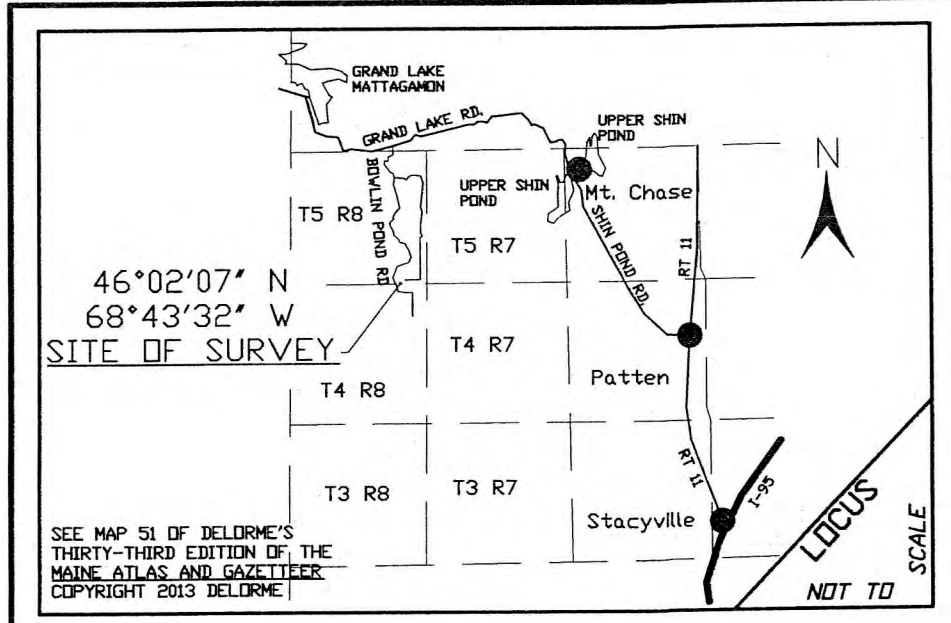 GRAND LAKE
MATTAGAMON
GRAND LAKE RD.
UPPER SHIN
POND
N
BOWLIN POND RD
UPPER SHIN
POND
Mt. Chase
T5 R8
T5 R7
SHIN POND RD.
RT 11
46°02'07" N
68°43'32" W
SITE OF SURVEY
T4 R7
T4 R8
Patten
RT 11
T3 R8
T3 R7
Stacyville
I-95
SEE MAP 51 OF DELORME'S
THIRTY-THIRD EDITION OF THE
MAINE ATLAS AND GAZETTEER
COPYRIGHT 2013 DELORME
LOCUS
NOT TO
SCALE